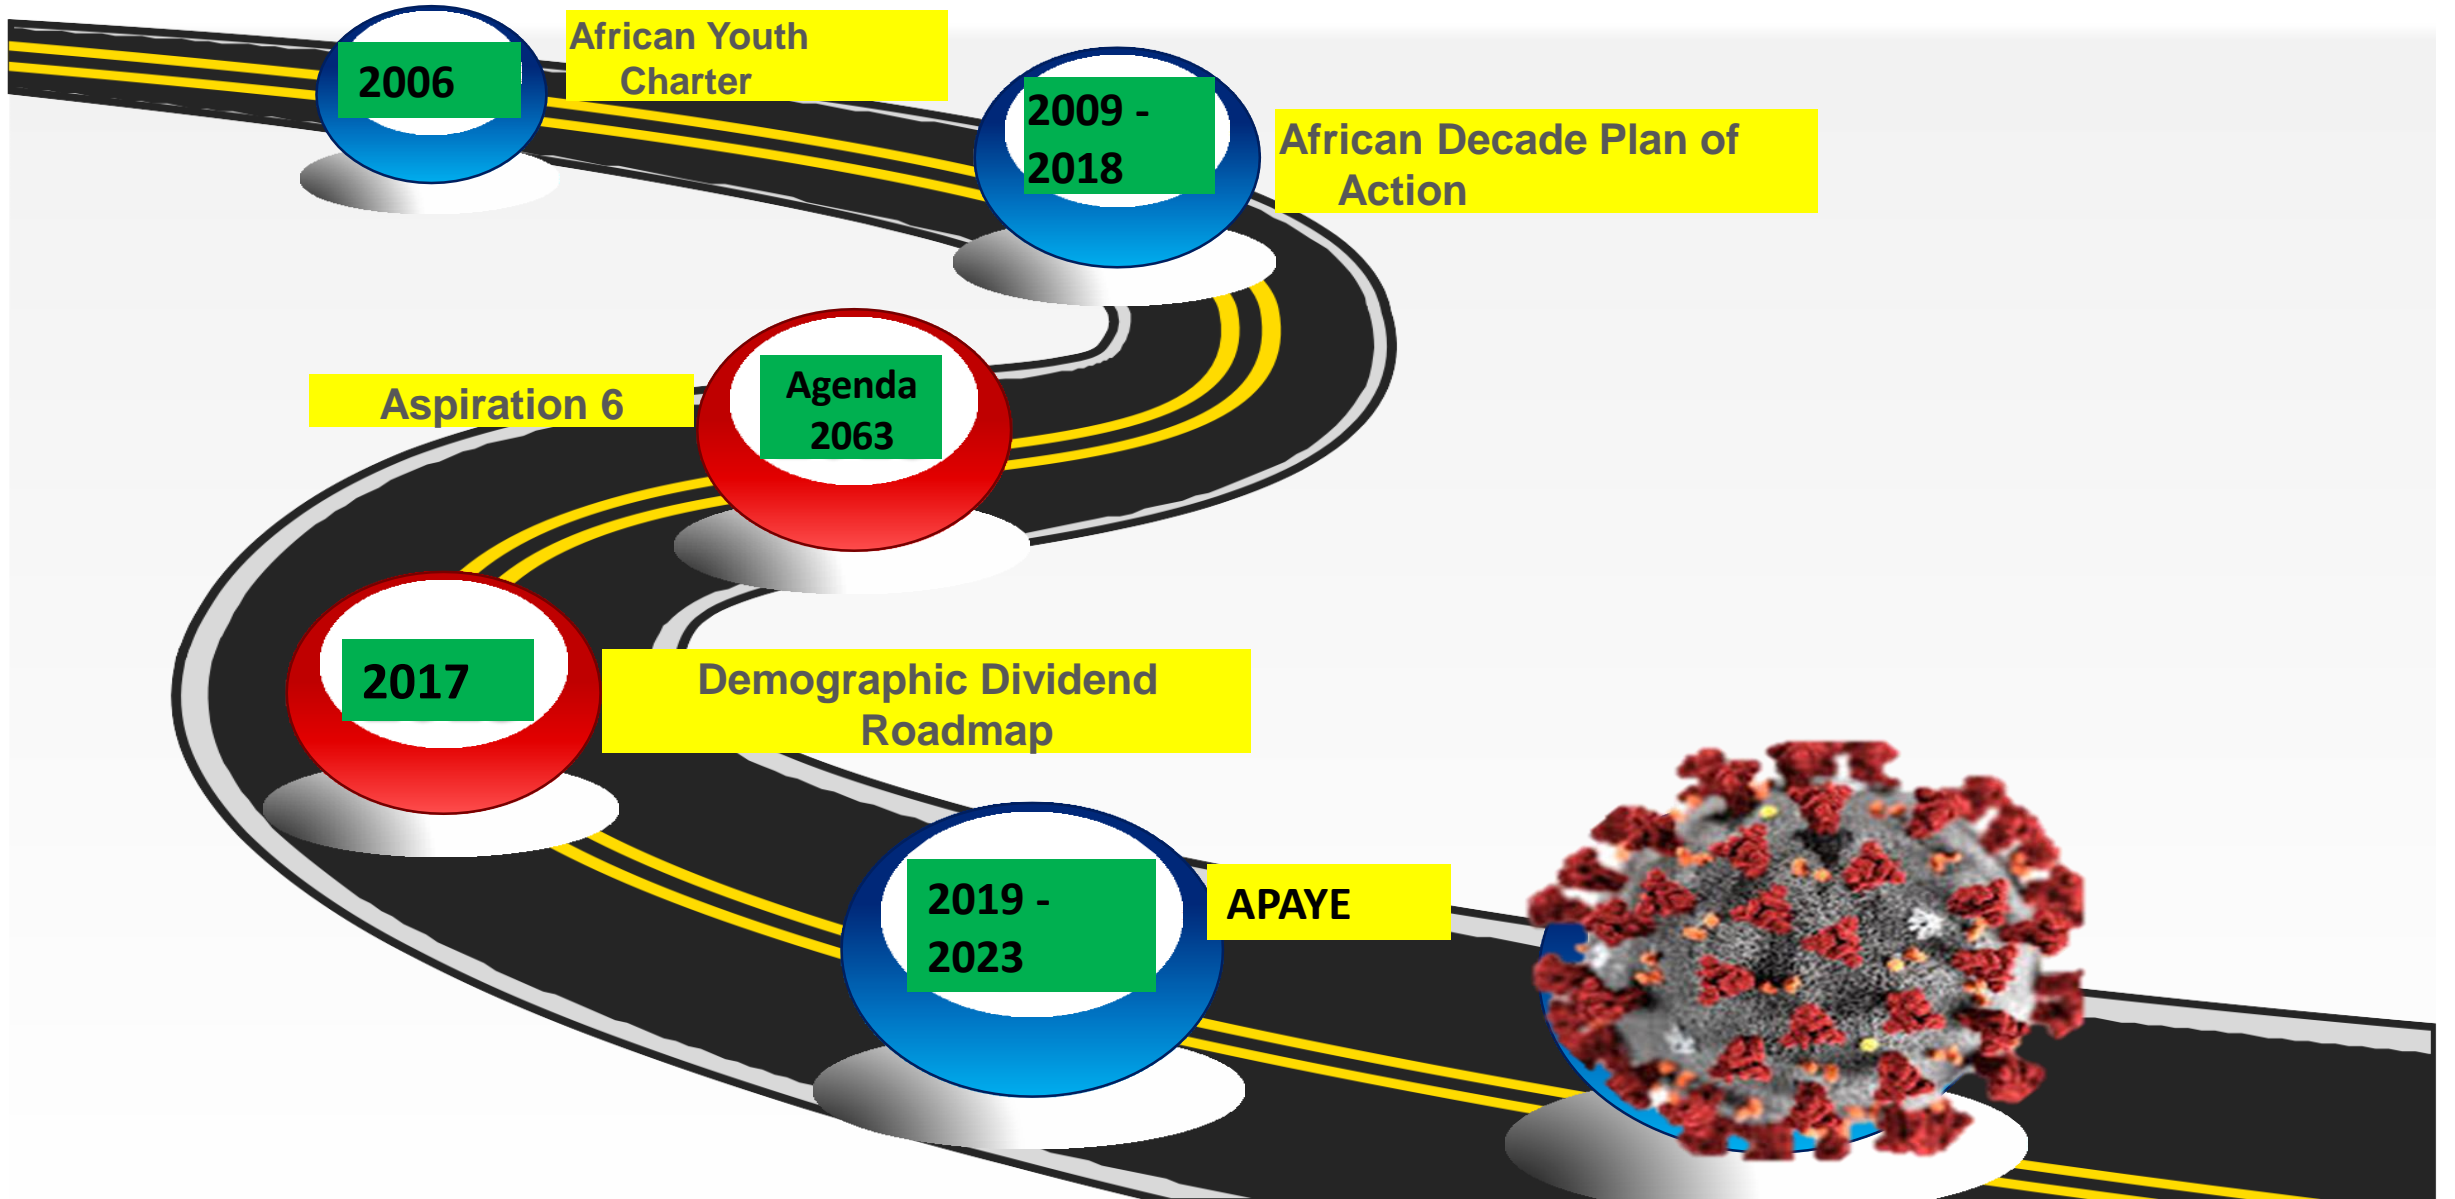 2006
African Youth
Charter
2009 -
2018
African Decade Plan of
Action
Aspiration 6
Agenda
2063
2017
Demographic Dividend
Roadmap
2019 -
2023
APAYE